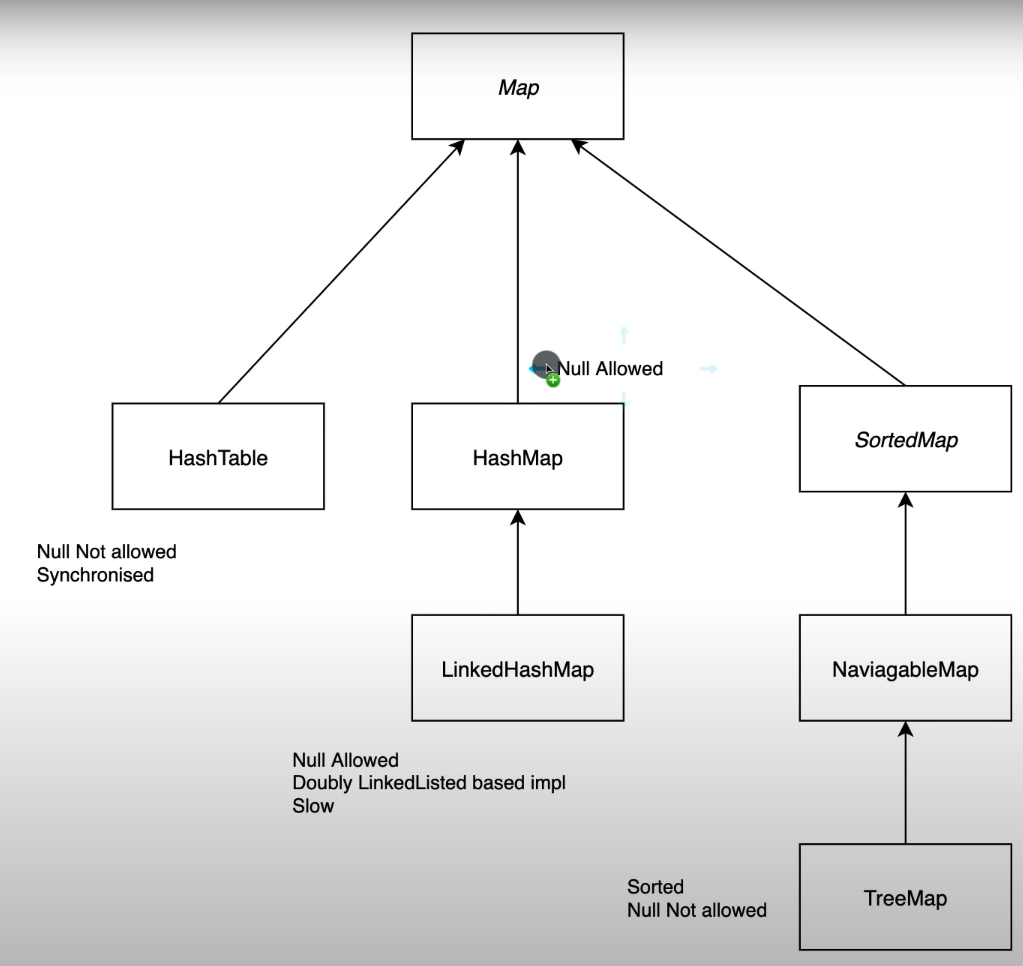 Map
Null Allowed
HashTable
HashMap
SortedMap
Null Not allowed
Synchronised
LinkedHashMap
NaviagableMap
Null Allowed
Doubly LinkedListed based impl
Slow
Sorted
Null Not allowed
TreeMap